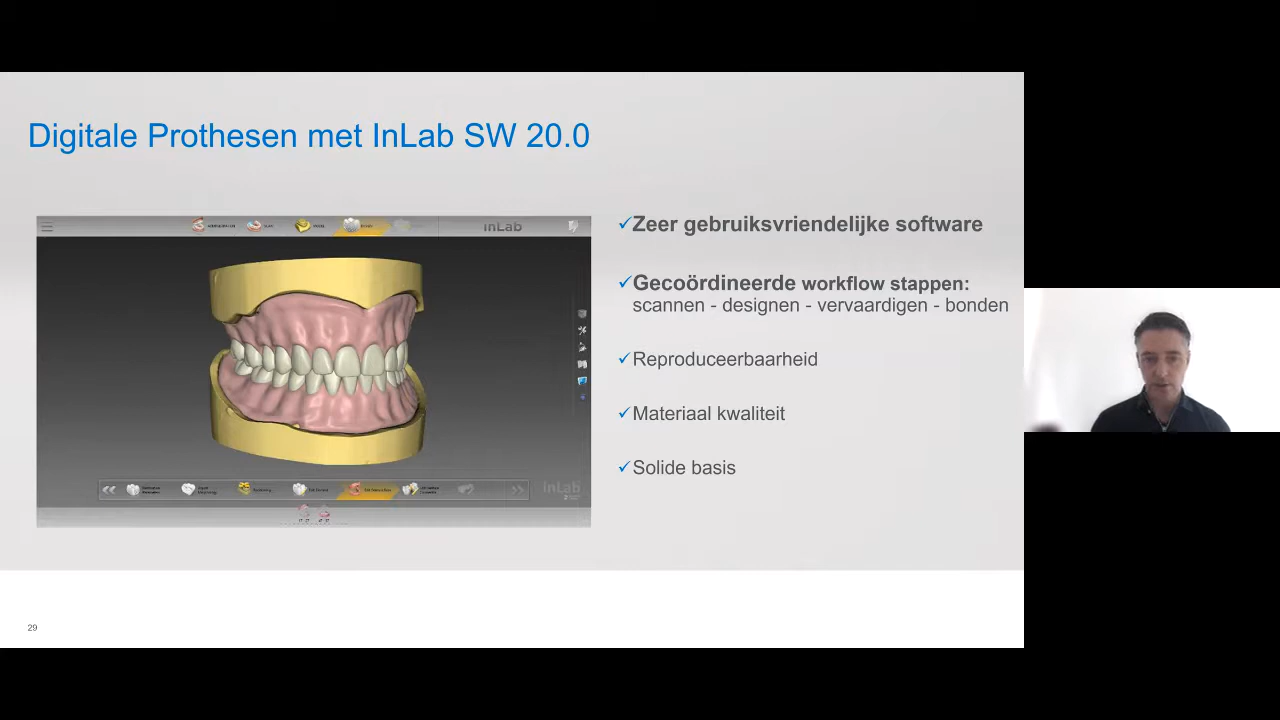 Digitale Prothesen met InLab SW 20.0
inLab
✓Zeer gebruiksvriendelijke software
✓Gecoördineerde workflow stappen:
scannen - designen - vervaardigen - bonden
✓Reproduceerbaarheid
✓Materiaal kwaliteit
✓Solide basis
inLab
29